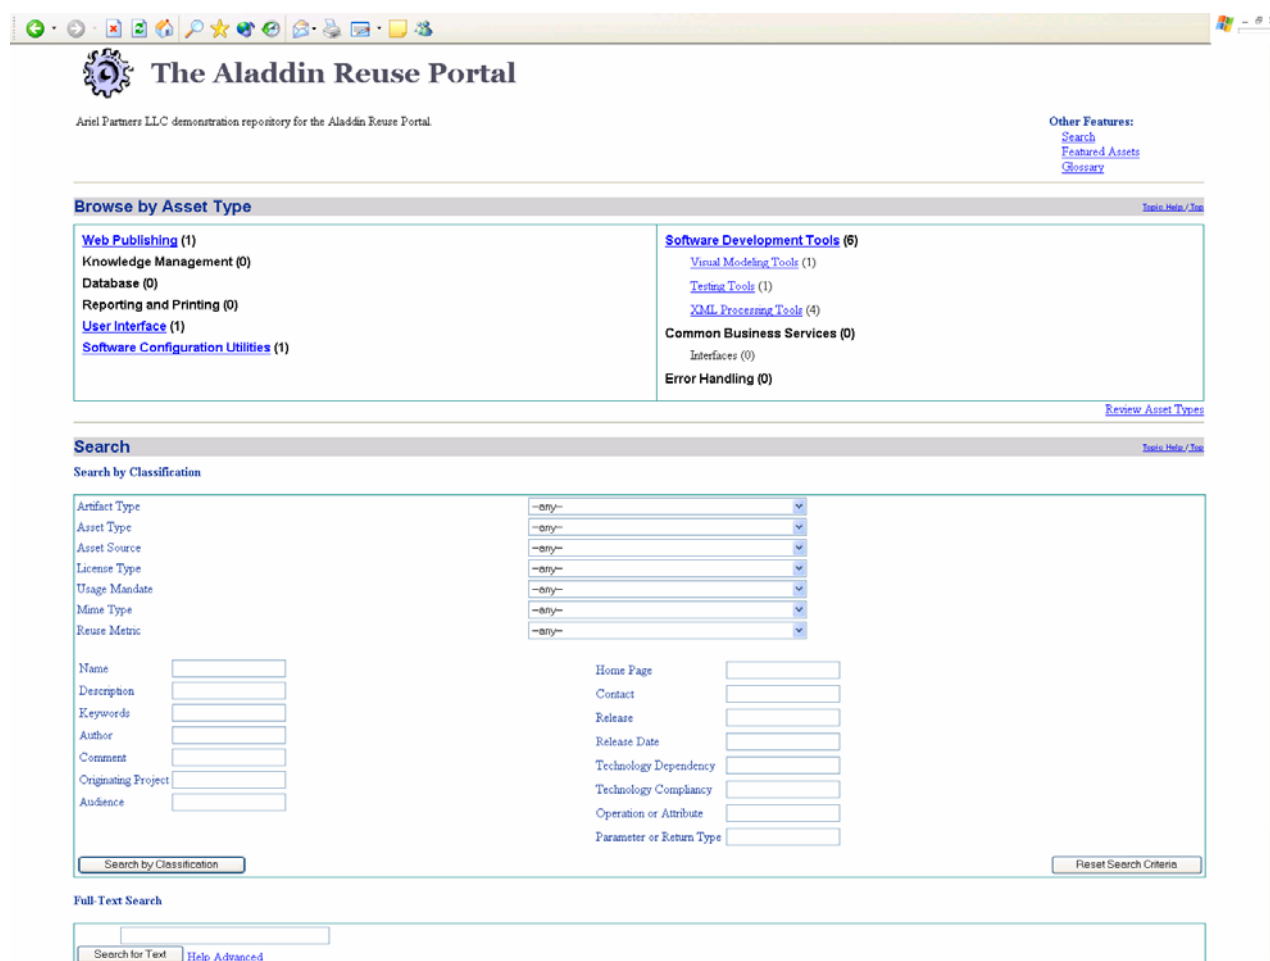 The Aladdin Reuse Portal
Ariel Partners LLC demonstration repository for the Aladdin Reuse Portal.
Other Features:
Search
Featured Assets
Glossary
Browse by Asset Type
Topic Help / Top
Web Publishing (1)
Knowledge Management (0)
Database (0)
Reporting and Printing (0)
User Interface (1)
Software Configuration Utilities (1)
Software Development Tools (6)
Visual Modeling Tools (1)
Testing Tools (1)
XML Processing Tools (4)
Common Business Services (0)
Interfaces (0)
Error Handling (0)
Review Asset Types
Search
Topic Help / Top
Search by Classification
Artifact Type --any--
Asset Type --any--
Asset Source --any--
License Type --any--
Usage Mandate --any--
Mime Type --any--
Reuse Metric --any--
Name
Description
Keywords
Author
Comment
Originating Project
Audience
Home Page
Contact
Release
Release Date
Technology Dependency
Technology Compliancy
Operation or Attribute
Parameter or Return Type
Search by Classification
Reset Search Criteria
Full-Text Search
Search for Text
Help Advanced